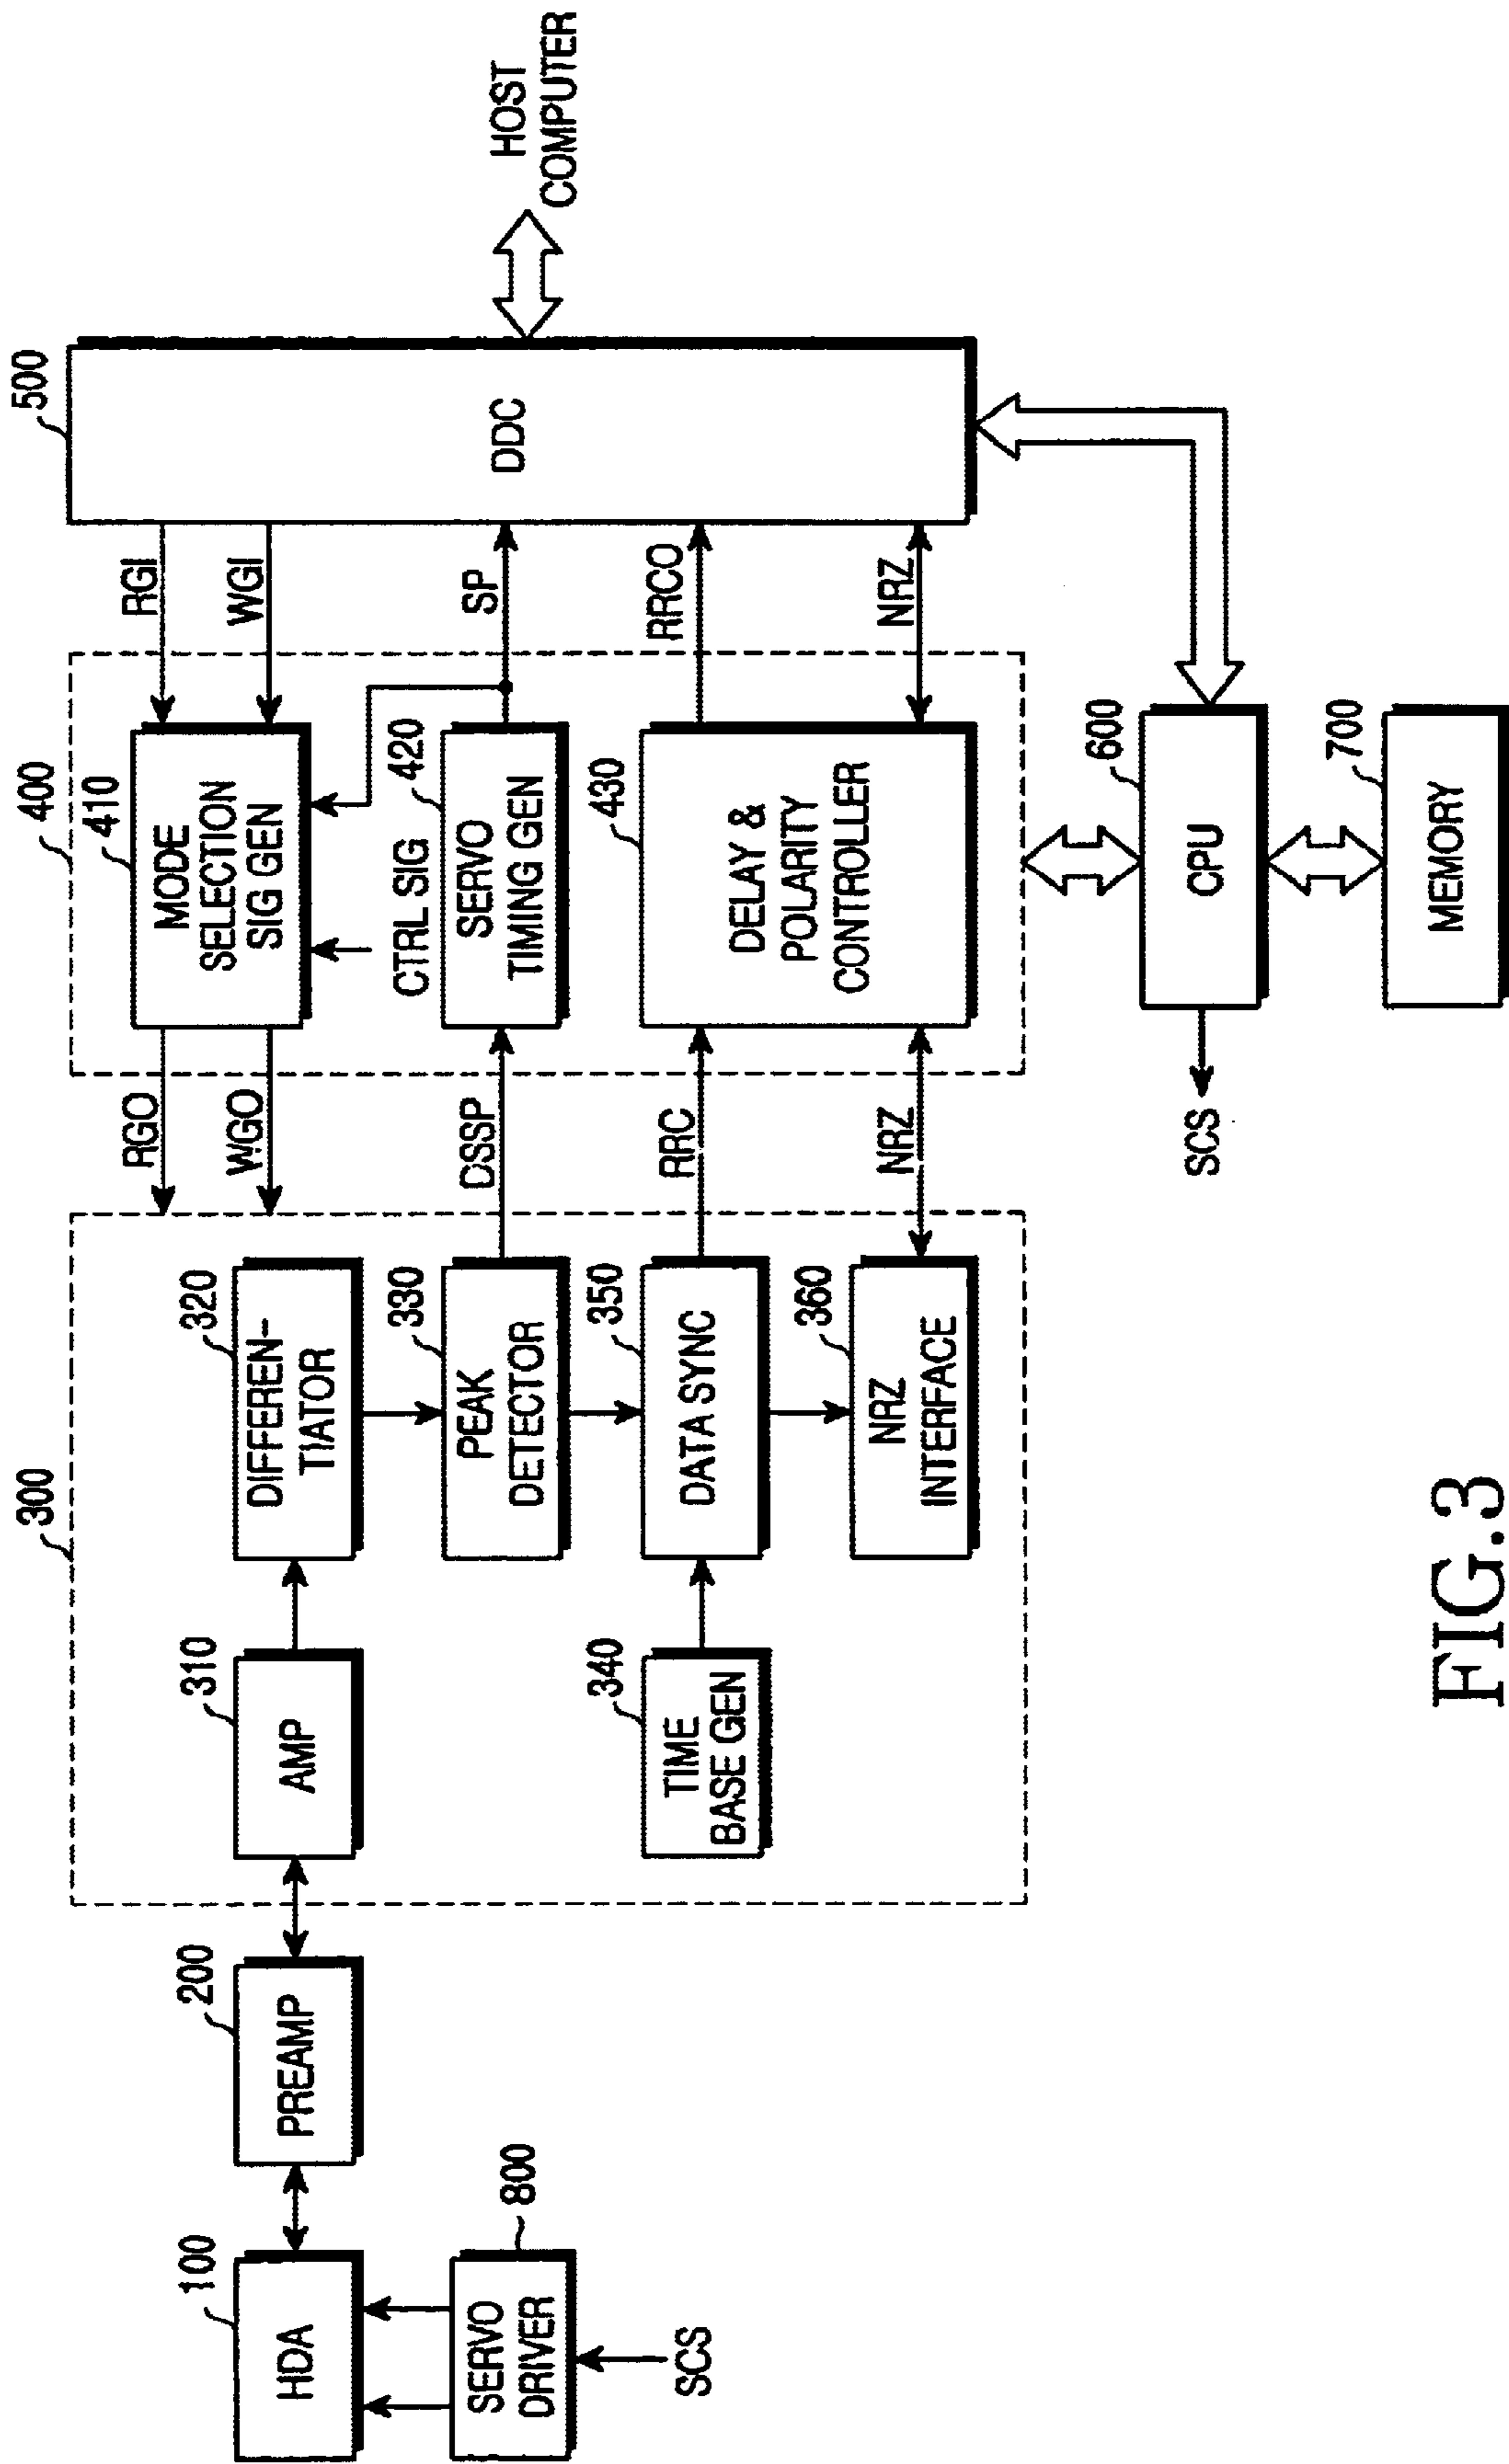 300
400
500
100
200
310
320
410
HDA
PREAMP
AMP
DIFFEREN-
TIATOR
RGO
WGO
MODE
SELECTION
SIG GEN
RGI
WGI
CTRL SIG
800
330
420
SERVO
DRIVER
PEAK
DETECTOR
CSSP
SERVO
TIMING GEN
SP
DDC
HOST
COMPUTER
SCS
340
350
430
TIME
BASE GEN
DATA SYNC
RRC
DELAY &
POLARITY
CONTROLLER
RRCO
360
NRZ
INTERFACE
NRZ
NRZ
600
SCS
CPU
700
MEMORY
FIG.3